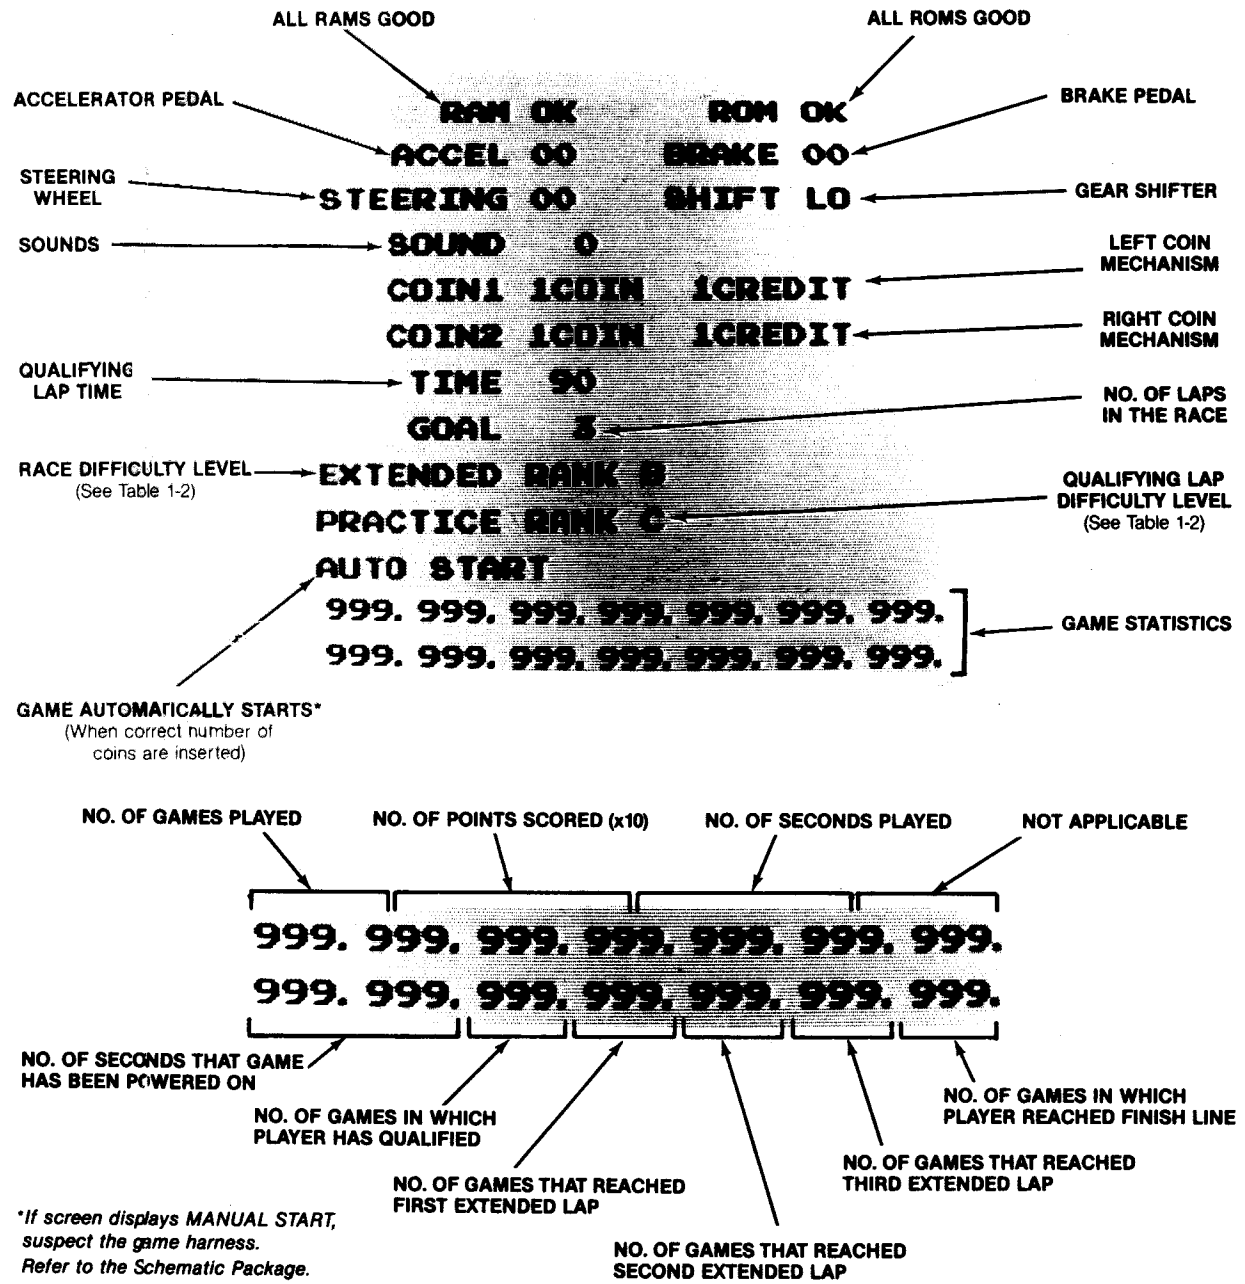 ALL RAMS GOOD
ALL ROMS GOOD
ACCELERATOR PEDAL
BRAKE PEDAL
RAM OK ROM OK
ACCEL 00 BRAKE 00
STEERING
WHEEL
STEERING 00 SHIFT LO
GEAR SHIFTER
SOUNDS
SOUND 0
LEFT COIN
MECHANISM
COIN1 1COIN 1CREDIT
COIN2 1COIN 1CREDIT
RIGHT COIN
MECHANISM
QUALIFYING
LAP TIME
TIME 90
NO. OF LAPS
IN THE RACE
GOAL 3
RACE DIFFICULTY LEVEL
(See Table 1-2)
EXTENDED RANK B
QUALIFYING LAP
DIFFICULTY LEVEL
(See Table 1-2)
PRACTICE RANK C
AUTO START
999. 999. 999. 999. 999. 999. 999.
999. 999. 999. 999. 999. 999. 999.
GAME STATISTICS
GAME AUTOMATICALLY STARTS*
(When correct number of
coins are inserted)
NO. OF GAMES PLAYED
NO. OF POINTS SCORED (x10)
NO. OF SECONDS PLAYED
NOT APPLICABLE
999. 999. 999. 999. 999. 999. 999.
999. 999. 999. 999. 999. 999. 999.
NO. OF SECONDS THAT GAME
HAS BEEN POWERED ON
NO. OF GAMES IN WHICH
PLAYER HAS QUALIFIED
NO. OF GAMES THAT REACHED
FIRST EXTENDED LAP
NO. OF GAMES THAT REACHED
SECOND EXTENDED LAP
NO. OF GAMES THAT REACHED
THIRD EXTENDED LAP
NO. OF GAMES IN WHICH
PLAYER REACHED FINISH LINE
*If screen displays MANUAL START,
suspect the game harness.
Refer to the Schematic Package.